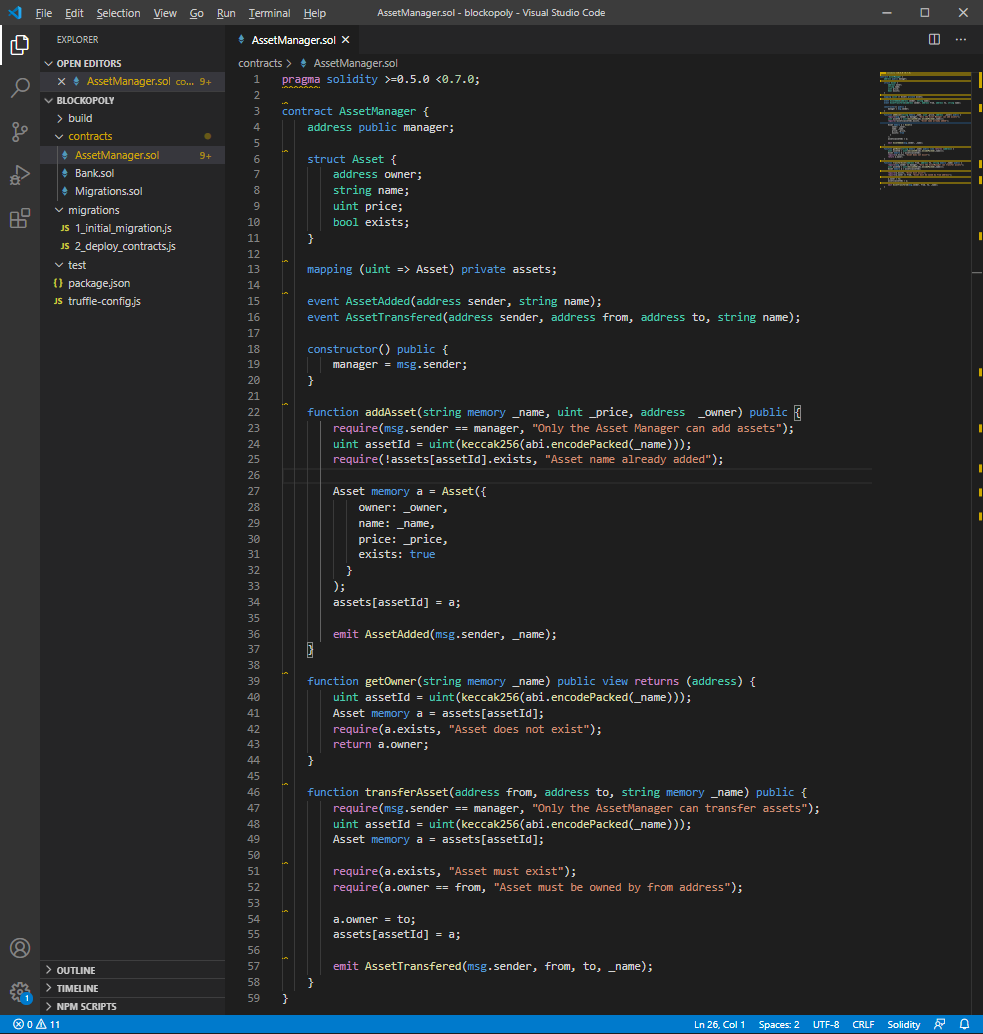 File Edit Selection View Go Run Terminal Help AssetManager.sol - blockopoly - Visual Studio Code
EXPLORER
OPEN EDITORS
AssetManager.sol co... 9+
BLOCKOPOLY
build
contracts
AssetManager.sol 9+
Bank.sol
Migrations.sol
migrations
JS 1_initial_migration.js
JS 2_deploy_contracts.js
test
{} package.json
JS truffle-config.js
OUTLINE
TIMELINE
NPM SCRIPTS
1
AssetManager.sol
contracts > AssetManager.sol
1 pragma solidity >=0.5.0 <0.7.0;
2
3 contract AssetManager {
4 address public manager;
5
6 struct Asset {
7 address owner;
8 string name;
9 uint price;
10 bool exists;
11 }
12
13 mapping (uint => Asset) private assets;
14
15 event AssetAdded(address sender, string name);
16 event AssetTransfered(address sender, address from, address to, string name);
17
18 constructor() public {
19 manager = msg.sender;
20 }
21
22 function addAsset(string memory _name, uint _price, address  _owner) public {
23 require(msg.sender == manager, "Only the Asset Manager can add assets");
24 uint assetId = uint(keccak256(abi.encodePacked(_name)));
25 require(!assets[assetId].exists, "Asset name already added");
26
27 Asset memory a = Asset({
28 owner: _owner,
29 name: _name,
30 price: _price,
31 exists: true
32 }
33 );
34 assets[assetId] = a;
35
36 emit AssetAdded(msg.sender, _name);
37 }
38
39 function getOwner(string memory _name) public view returns (address) {
40 uint assetId = uint(keccak256(abi.encodePacked(_name)));
41 Asset memory a = assets[assetId];
42 require(a.exists, "Asset does not exist");
43 return a.owner;
44 }
45
46 function transferAsset(address from, address to, string memory _name) public {
47 require(msg.sender == manager, "Only the AssetManager can transfer assets");
48 uint assetId = uint(keccak256(abi.encodePacked(_name)));
49 Asset memory a = assets[assetId];
50
51 require(a.exists, "Asset must exist");
52 require(a.owner == from, "Asset must be owned by from address");
53
54 a.owner = to;
55 assets[assetId] = a;
56
57 emit AssetTransfered(msg.sender, from, to, _name);
58 }
59 }
0 11 Ln 26, Col 1 Spaces: 2 UTF-8 CRLF Solidity